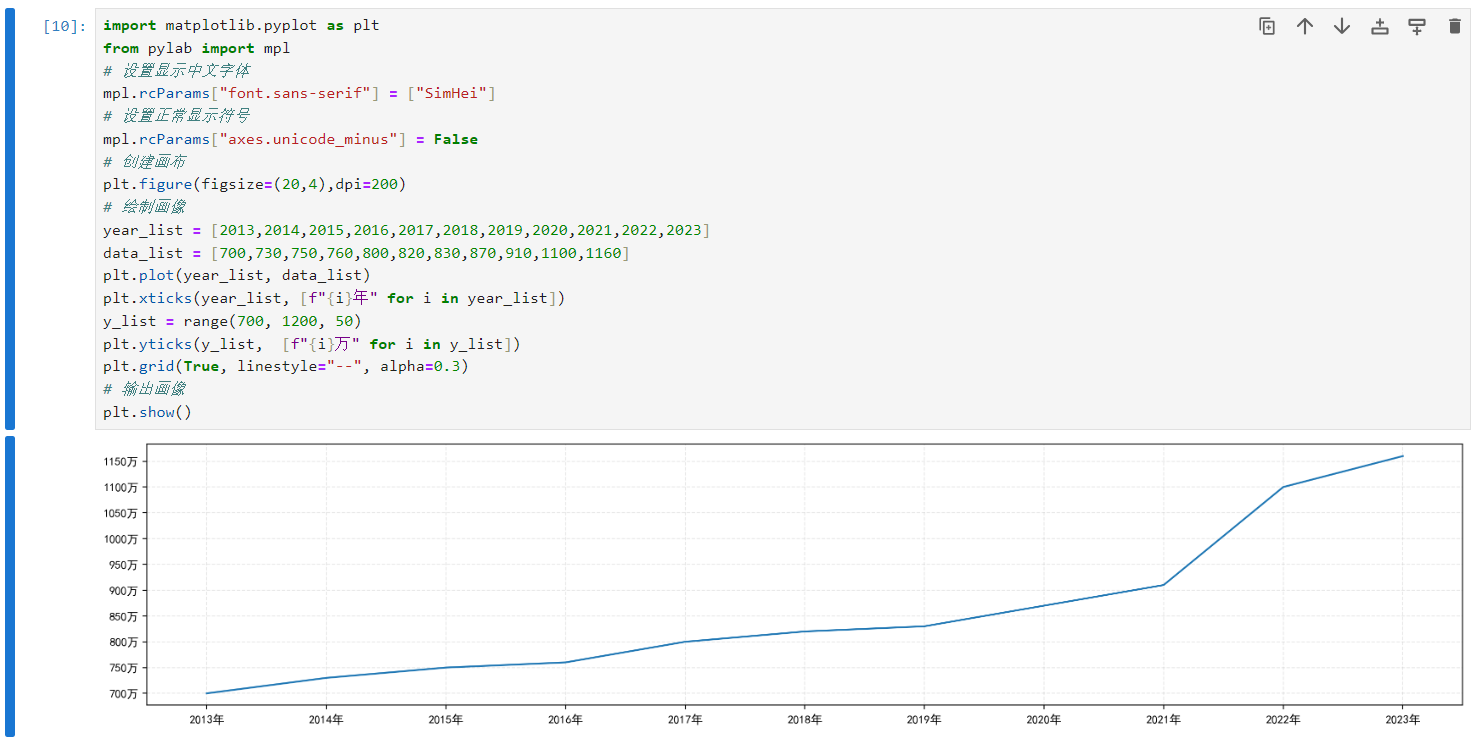 [10]:
import matplotlib.pyplot as plt
from pylab import mpl
# 设置显示中文字体
mpl.rcParams["font.sans-serif"] = ["SimHei"]
# 设置正常显示符号
mpl.rcParams["axes.unicode_minus"] = False
# 创建画布
plt.figure(figsize=(20,4),dpi=200)
# 绘制画像
year_list = [2013,2014,2015,2016,2017,2018,2019,2020,2021,2022,2023]
data_list = [700,730,750,760,800,820,830,870,910,1100,1160]
plt.plot(year_list, data_list)
plt.xticks(year_list, [f"{i}年" for i in year_list])
y_list = range(700, 1200, 50)
plt.yticks(y_list,  [f"{i}万" for i in y_list])
plt.grid(True, linestyle="--", alpha=0.3)
# 输出画像
plt.show()
1150万
1100万
1050万
1000万
950万
900万
850万
800万
750万
700万
2013年 2014年 2015年 2016年 2017年 2018年 2019年 2020年 2021年 2022年 2023年